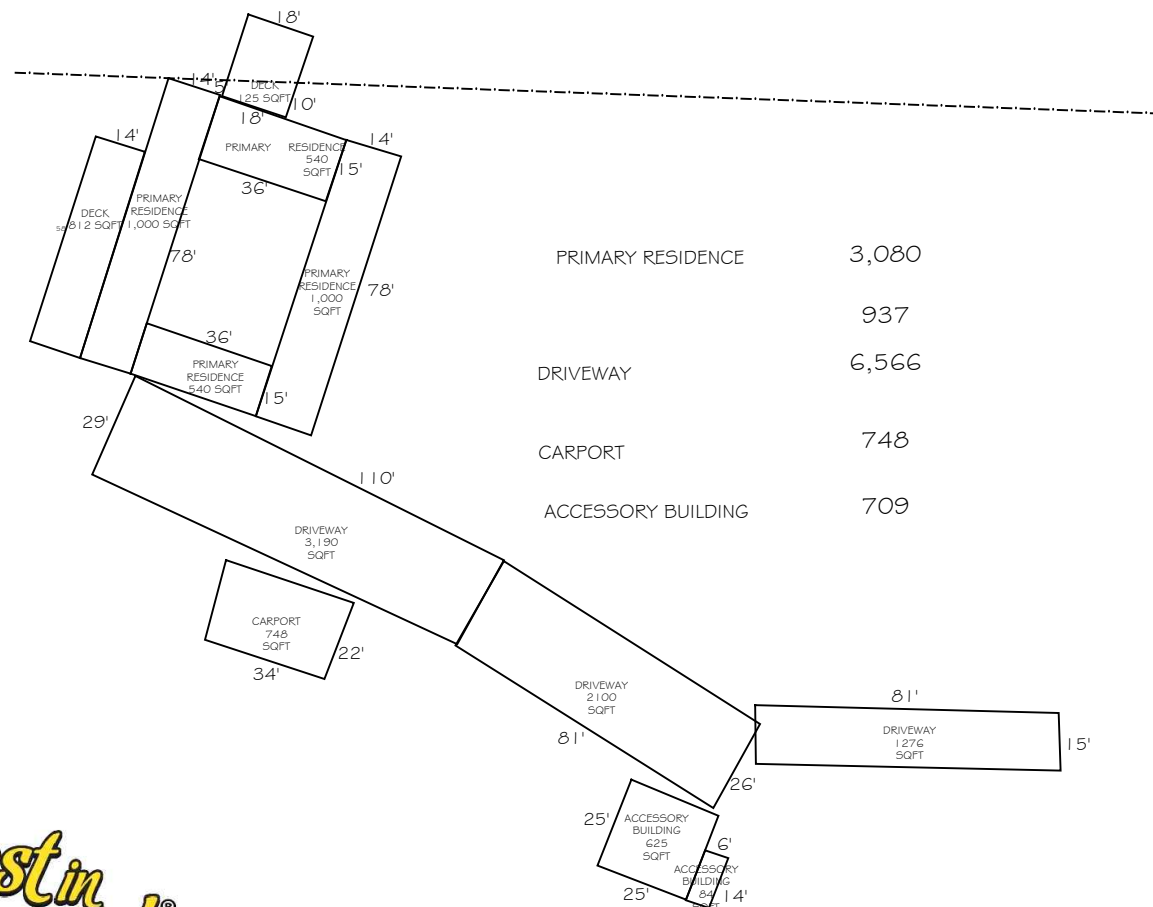 18'
14'
5'
DECK
125 SQFT
10'
18'
14'
14'
PRIMARY RESIDENCE
540
SQFT
15'
36'
PRIMARY
RESIDENCE
1,000 SQFT
DECK
812 SQFT
78'
PRIMARY
RESIDENCE
1,000
SQFT
78'
36'
PRIMARY
RESIDENCE
540 SQFT
15'
PRIMARY RESIDENCE 3,080
937
DRIVEWAY 6,566
CARPORT 748
ACCESSORY BUILDING 709
29'
110'
DRIVEWAY
3,190
SQFT
CARPORT
748
SQFT
22'
34'
DRIVEWAY
2100
SQFT
81'
26'
81'
DRIVEWAY
1276
SQFT
15'
25'
ACCESSORY
BUILDING
625
SQFT
25'
6'
ACCESSORY
BUILDING
84
SQFT
14'
st in